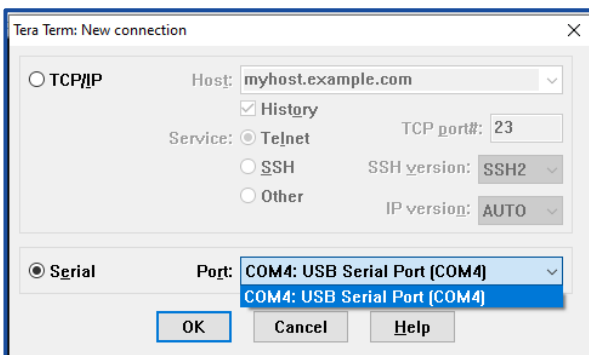 Tera Term: New connection
TCP/IP Host: myhost.example.com
History
Service: Telnet TCP port#: 23
SSH SSH version: SSH2
Other IP version: AUTO
Serial Port: COM4: USB Serial Port (COM4)
COM4: USB Serial Port (COM4)
OK Cancel Help